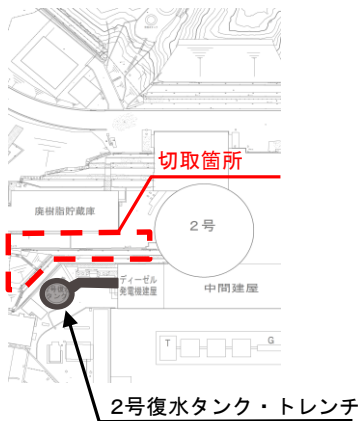 切取箇所
廃樹脂貯蔵庫
2号
ディーゼル
発電機建屋
中間建屋
T
G
2号復水タンク・トレンチ